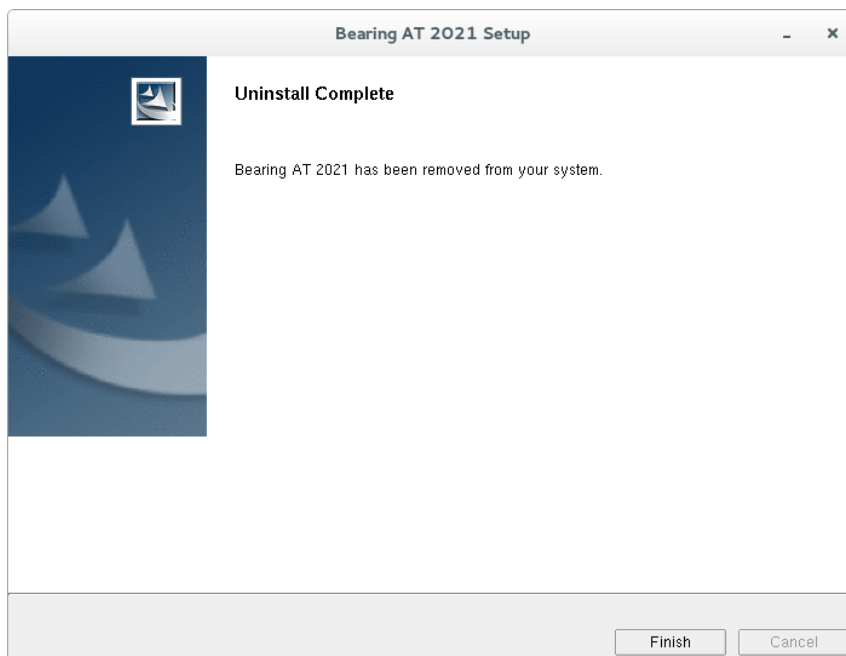 Bearing AT 2021 Setup
Uninstall Complete
Bearing AT 2021 has been removed from your system.
Finish
Cancel